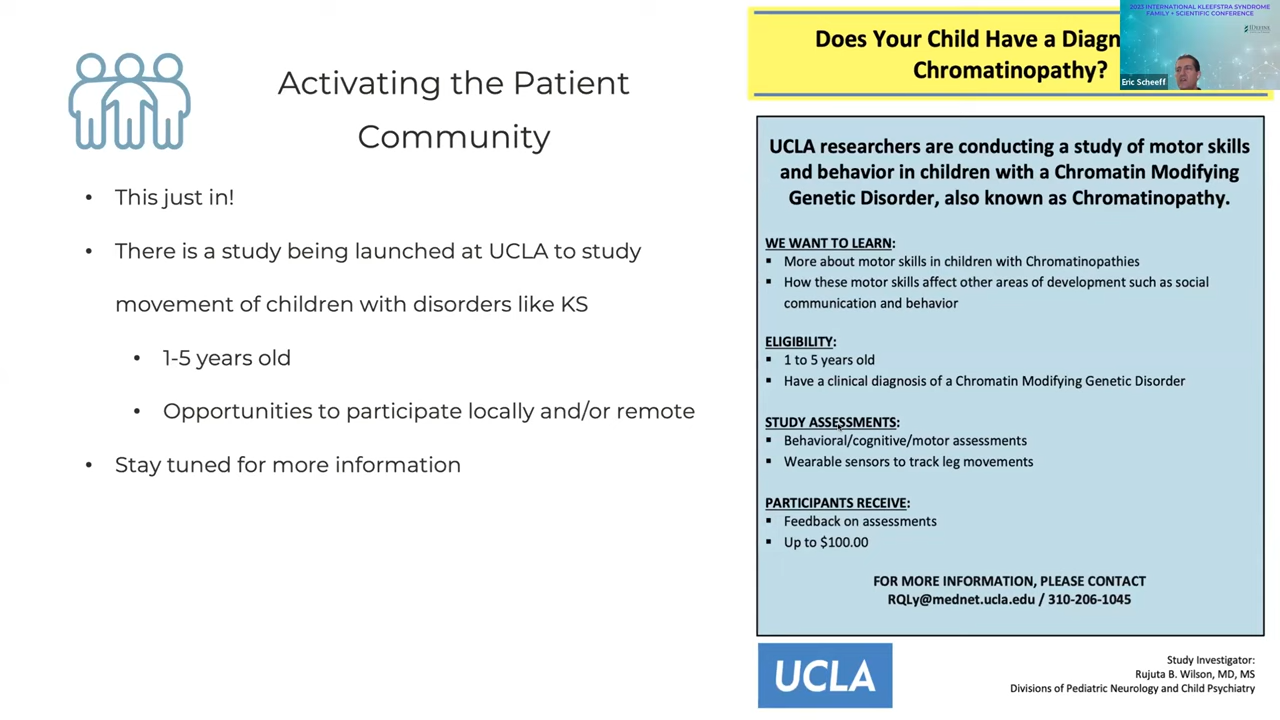 Activating the Patient
Community
• This just in!
• There is a study being launched at UCLA to study
movement of children with disorders like KS
• 1-5 years old
• Opportunities to participate locally and/or remote
• Stay tuned for more information
Does Your Child Have a Diagn
Chromatinopathy?
2023 INTERNATIONAL KLEEFSTRA SYNDROME
FAMILY + SCIENTIFIC CONFERENCE
Eric Scheeff
UCLA researchers are conducting a study of motor skills
and behavior in children with a Chromatin Modifying
Genetic Disorder, also known as Chromatinopathy.
WE WANT TO LEARN:
▪ More about motor skills in children with Chromatinopathies
▪ How these motor skills affect other areas of development such as social
communication and behavior
ELIGIBILITY:
▪ 1 to 5 years old
▪ Have a clinical diagnosis of a Chromatin Modifying Genetic Disorder
STUDY ASSESSMENTS:
▪ Behavioral/cognitive/motor assessments
▪ Wearable sensors to track leg movements
PARTICIPANTS RECEIVE:
▪ Feedback on assessments
▪ Up to $100.00
FOR MORE INFORMATION, PLEASE CONTACT
RQLy@mednet.ucla.edu / 310-206-1045
UCLA
Study Investigator:
Rujuta B. Wilson, MD, MS
Divisions of Pediatric Neurology and Child Psychiatry